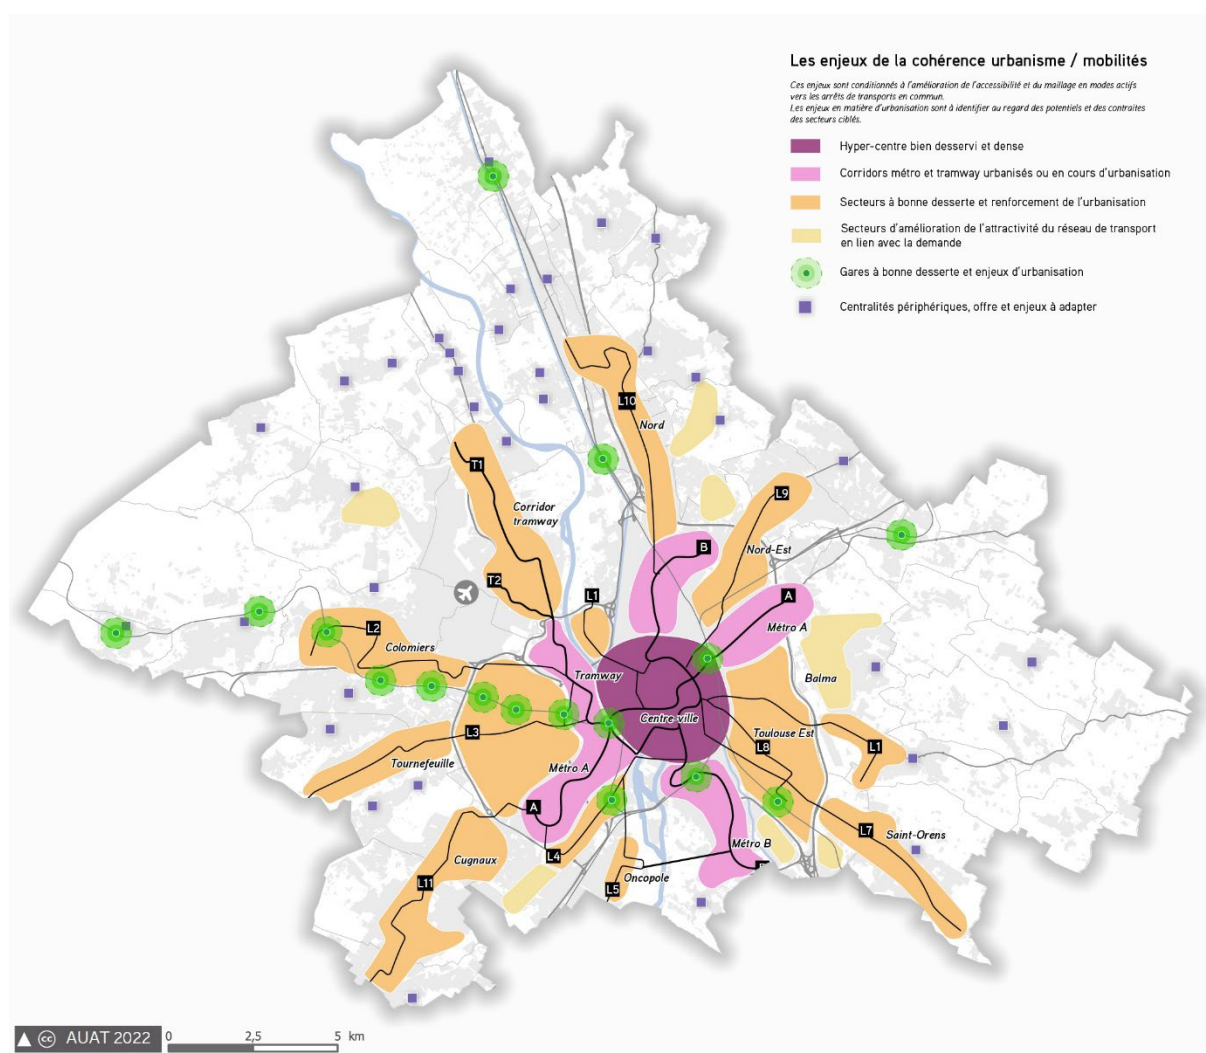 Les enjeux de la cohérence urbanisme / mobilités
Ces enjeux sont conditionnés à l'amélioration de l'accessibilité et du maillage en modes actifs
vers les arrêts de transports en commun.
Les enjeux en matière d'urbanisation sont à identifier au regard des potentiels et des contraites
des secteurs ciblés.
Hyper-centre bien desservi et dense
Corridors métro et tramway urbanisés ou en cours d'urbanisation
Secteurs à bonne desserte et renforcement de l'urbanisation
Secteurs d'amélioration de l'attractivité du réseau de transport
en lien avec la demande
Gares à bonne desserte et enjeux d'urbanisation
Centralités périphériques, offre et enjeux à adapter
L10
Nord
T1
L9
Corridor
tramway
B
Nord-Est
T2
L1
A
Métro A
L2
Colomiers
Tramway
Balma
Centre-ville
L3
Toulouse Est
L8
L1
Tournefeuille
Métro A
A
L7
Saint-Orens
Métro B
L4
Cugnaux
L11
Oncopole
L5
cc AUAT 2022
0 2,5 5 km